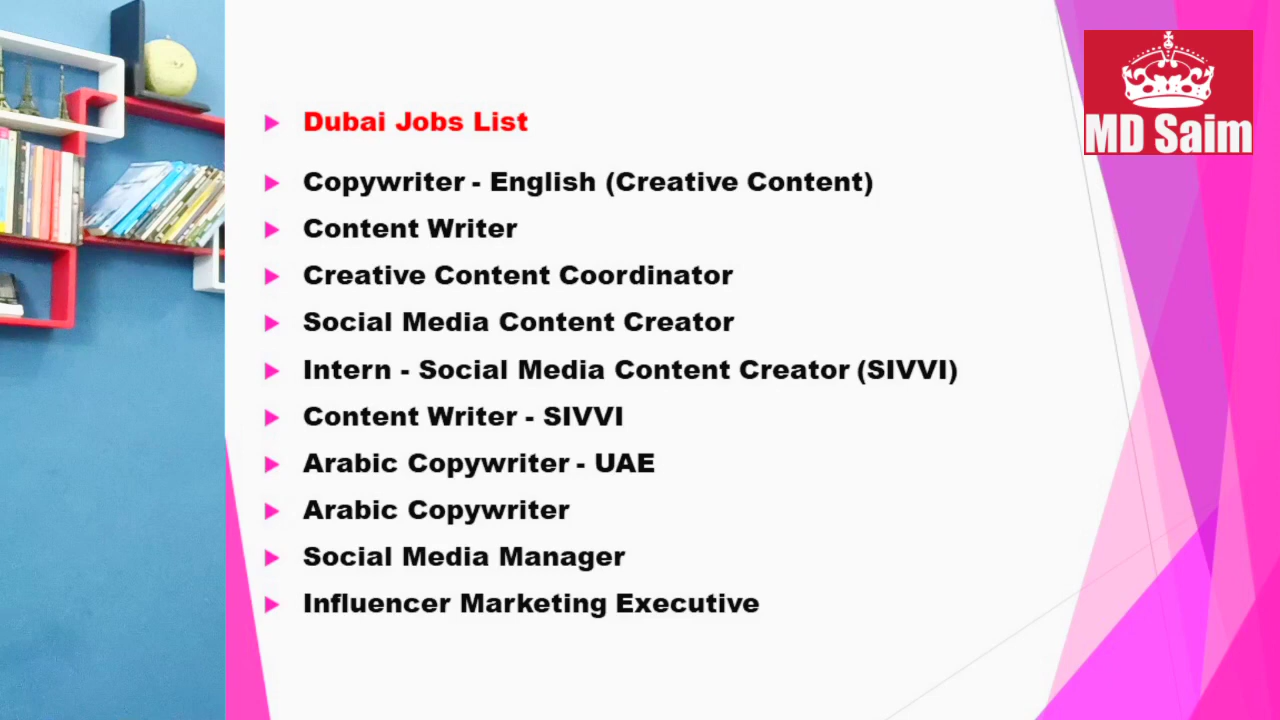 MD Saim
Dubai Jobs List
Copywriter - English (Creative Content)
Content Writer
Creative Content Coordinator
Social Media Content Creator
Intern - Social Media Content Creator (SIVVI)
Content Writer - SIVVI
Arabic Copywriter - UAE
Arabic Copywriter
Social Media Manager
Influencer Marketing Executive